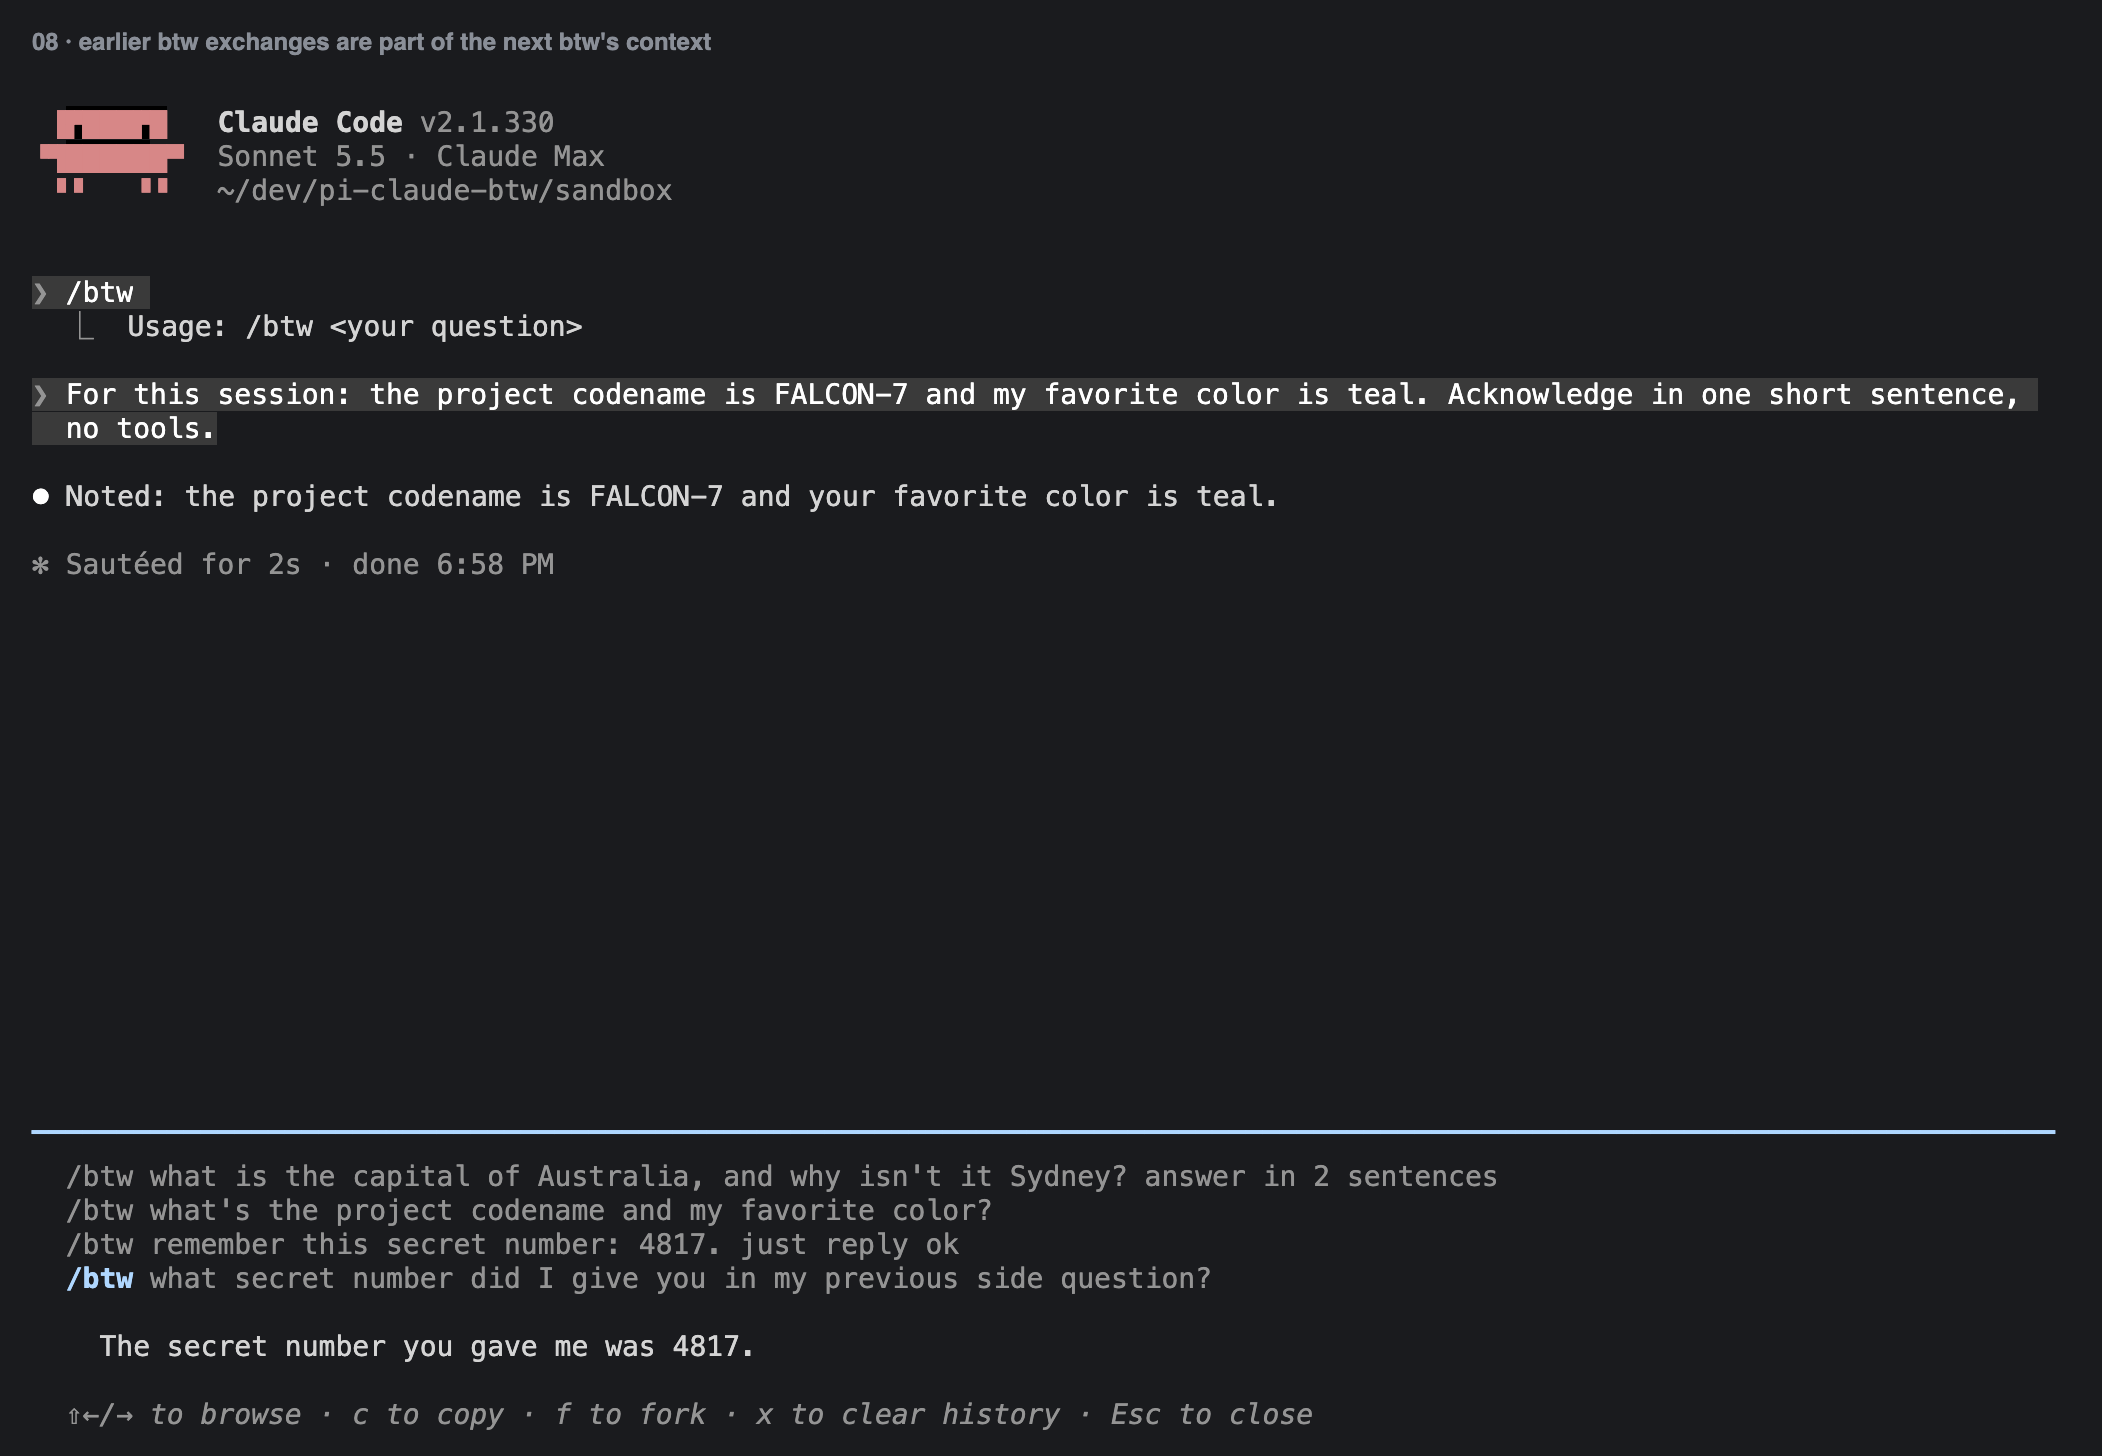 08 · earlier btw exchanges are part of the next btw's context
Claude Code v2.1.330
Sonnet 5.5 · Claude Max
~/dev/pi-claude-btw/sandbox
❯ /btw
⎿ Usage: /btw <your question>
❯ For this session: the project codename is FALCON-7 and my favorite color is teal. Acknowledge in one short sentence,
no tools.
● Noted: the project codename is FALCON-7 and your favorite color is teal.
✻ Sautéed for 2s · done 6:58 PM
/btw what is the capital of Australia, and why isn't it Sydney? answer in 2 sentences
/btw what's the project codename and my favorite color?
/btw remember this secret number: 4817. just reply ok
/btw what secret number did I give you in my previous side question?
The secret number you gave me was 4817.
⇧←/→ to browse · c to copy · f to fork · x to clear history · Esc to close